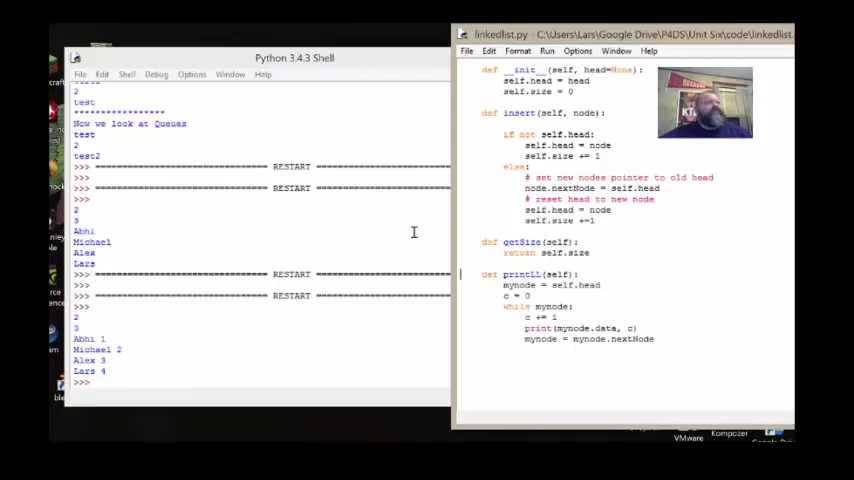 Python 3.4.3 Shell
File Edit Shell Debug Options Window Help
2
test
*****************
Now we look at Queues
test
2
test2
>>> ================================ RESTART ================================
>>>
>>> ================================ RESTART ================================
>>>
2
3
Abhi
Michael
Alex
Lars
>>> ================================ RESTART ================================
>>>
>>> ================================ RESTART ================================
>>>
2
3
Abhi 1
Michael 2
Alex 3
Lars 4
>>>
linkedlist.py - C:\Users\Lars\Google Drive\P4DS\Unit Six\code\linkedlist.
File Edit Format Run Options Window Help
def __init__(self, head=None):
self.head = head
self.size = 0
def insert(self, node):
if not self.head:
self.head = node
self.size += 1
else:
# set new nodes pointer to old head
node.nextNode = self.head
# reset head to new node
self.head = node
self.size +=1
def getSize(self):
return self.size
def printLL(self):
mynode = self.head
c = 0
while mynode:
c += 1
print(mynode.data, c)
mynode = mynode.nextNode
VMware
Kompozer